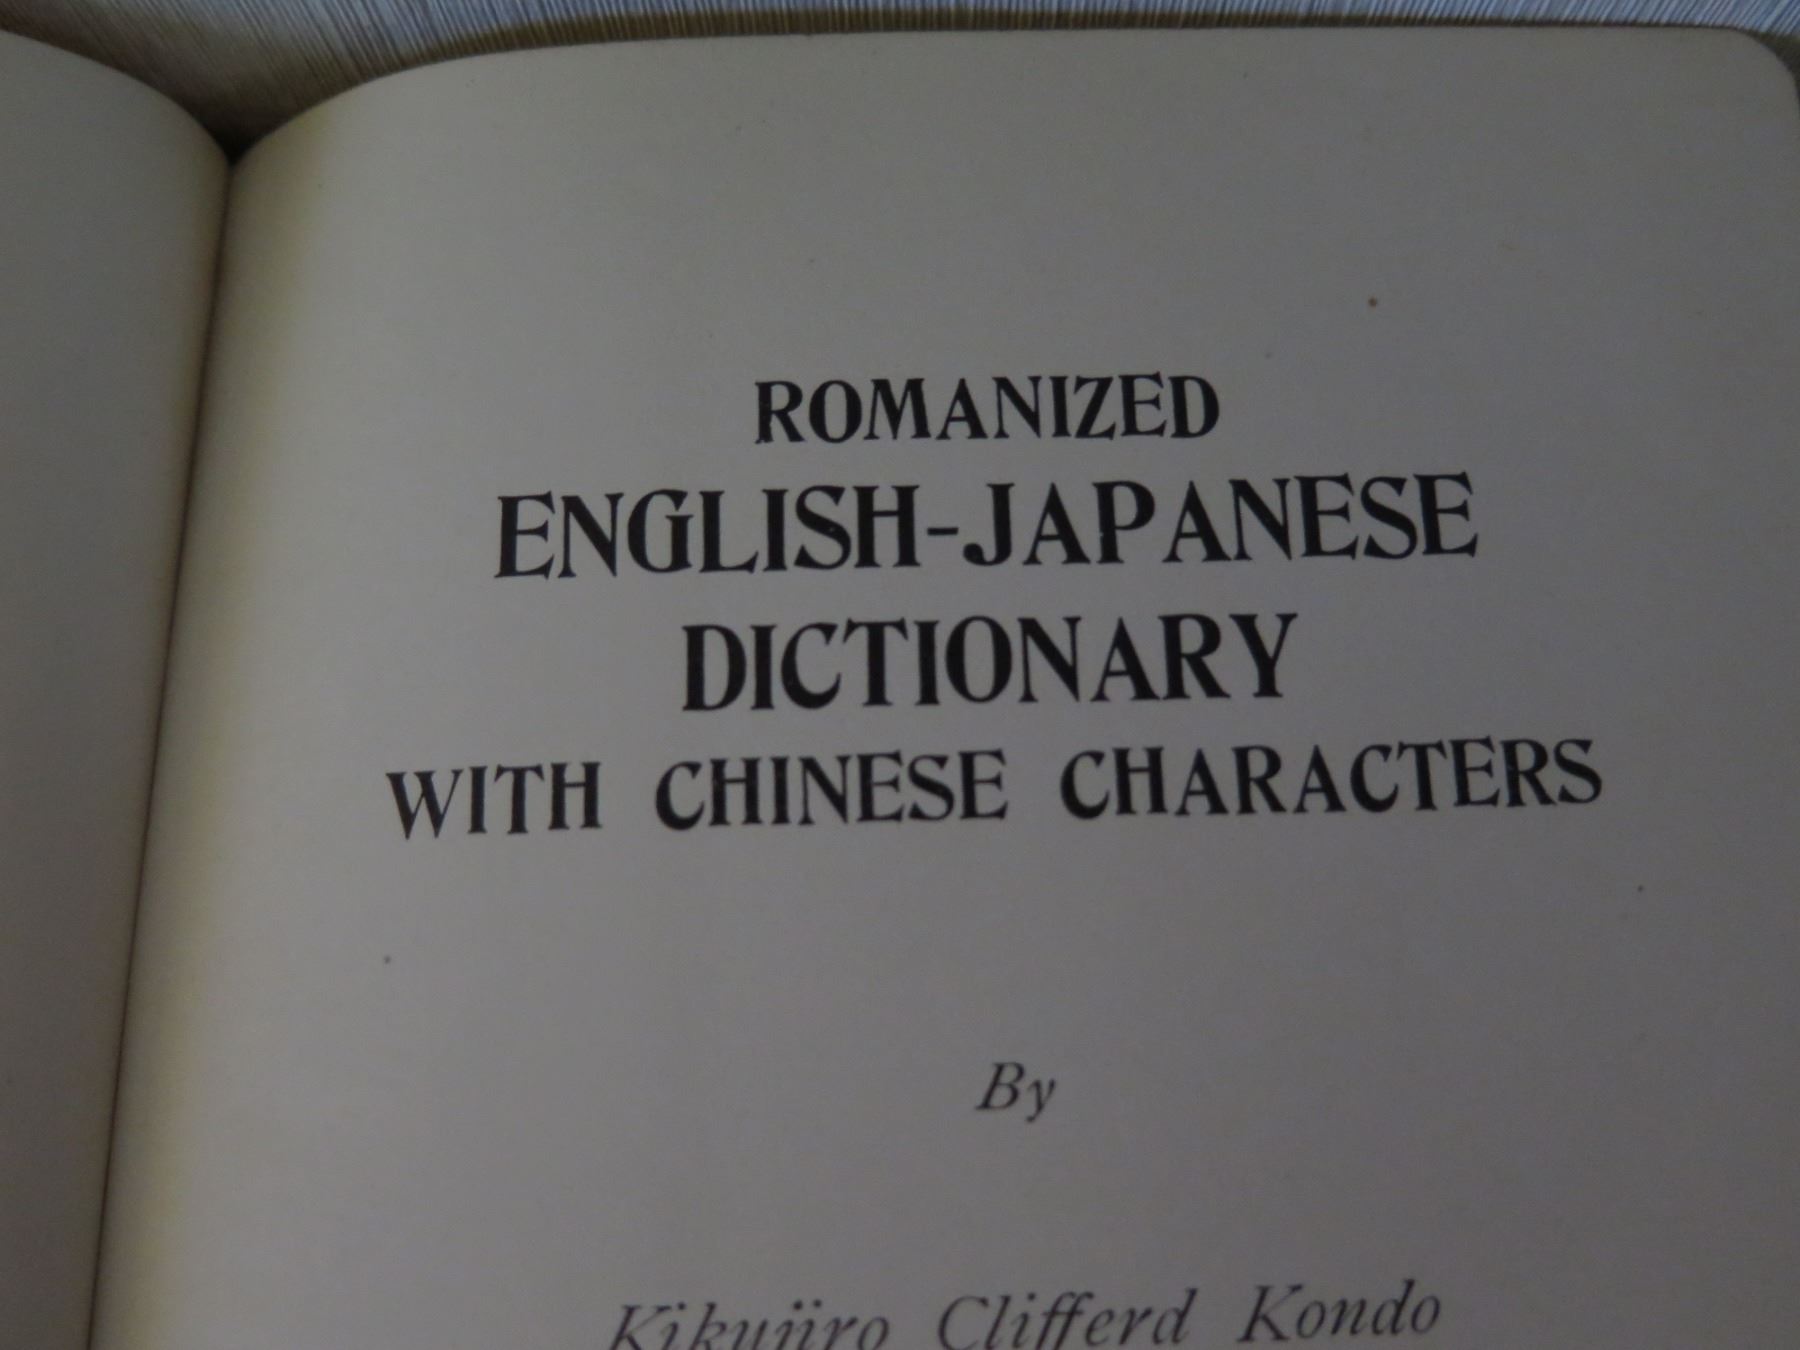 ROMANIZED
ENGLISH-JAPANESE
DICTIONARY
WITH CHINESE CHARACTERS
By
Kikujiro Clifferd Kondo